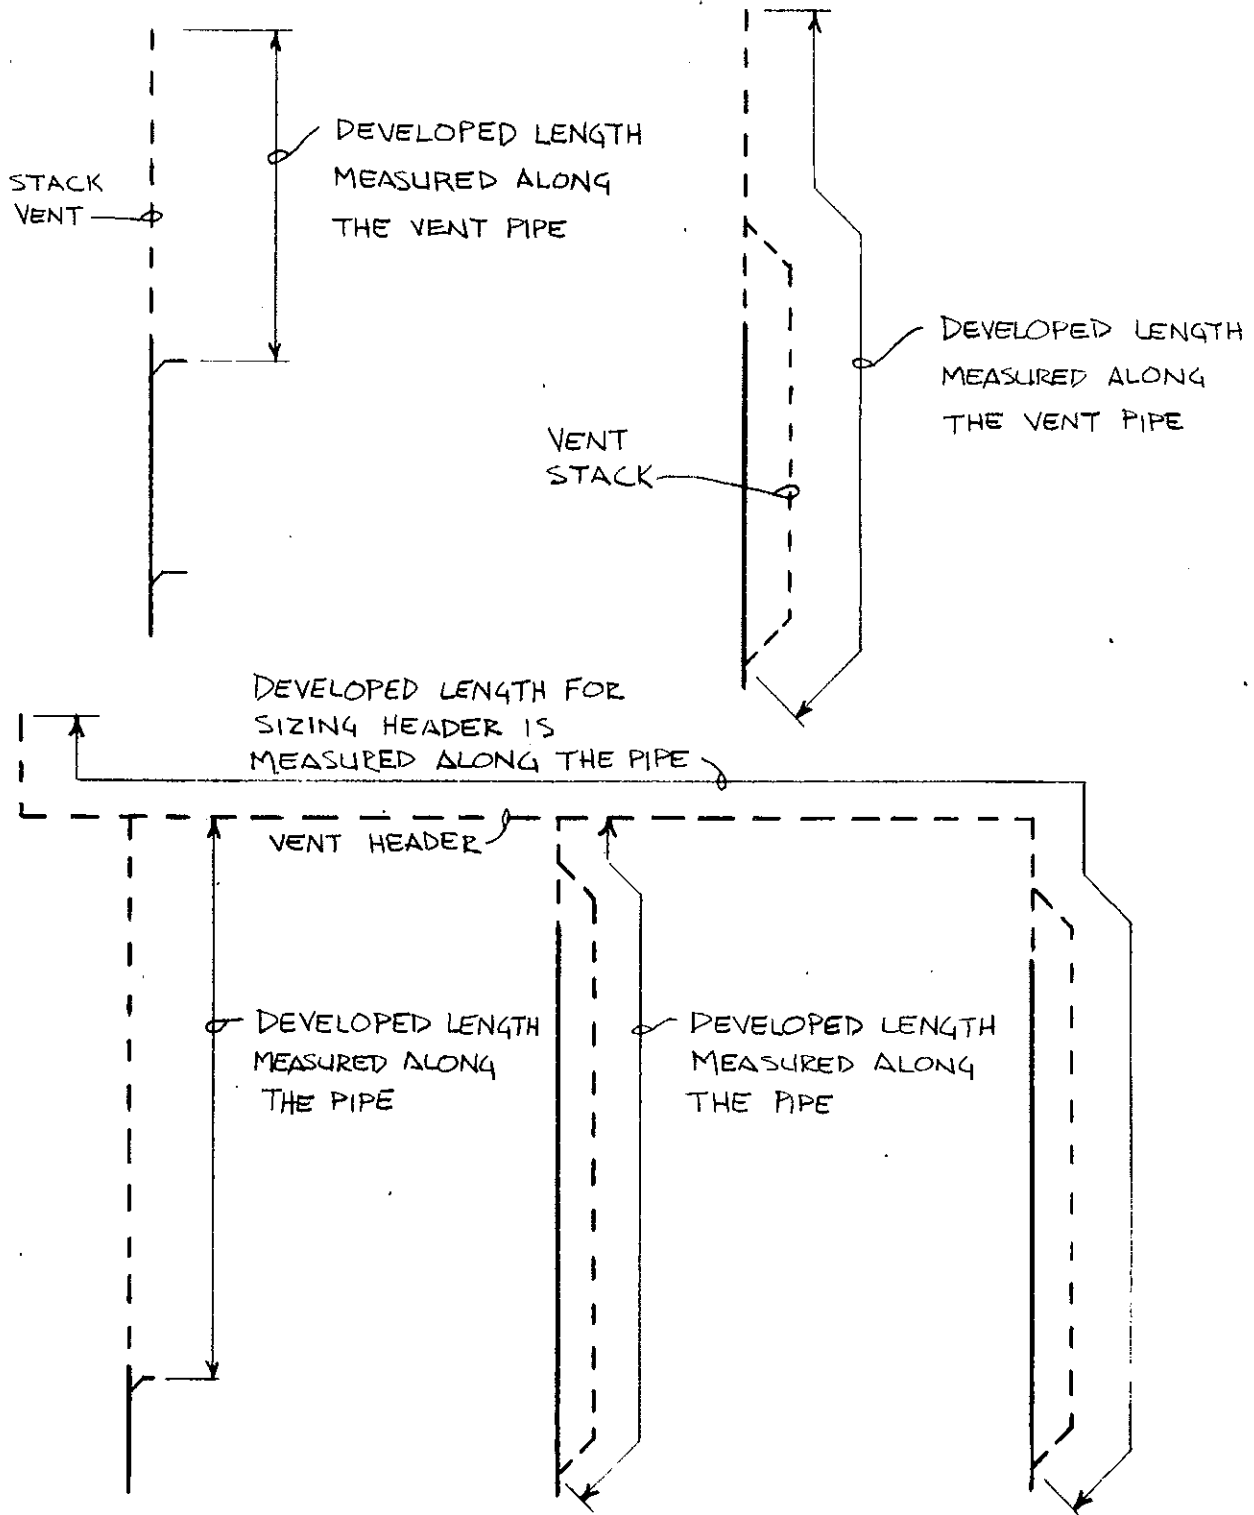 DEVELOPED LENGTH
MEASURED ALONG
THE VENT PIPE
STACK
VENT
DEVELOPED LENGTH
MEASURED ALONG
THE VENT PIPE
VENT
STACK
DEVELOPED LENGTH FOR
SIZING HEADER IS
MEASURED ALONG THE PIPE
VENT HEADER
DEVELOPED LENGTH
MEASURED ALONG
THE PIPE
DEVELOPED LENGTH
MEASURED ALONG
THE PIPE